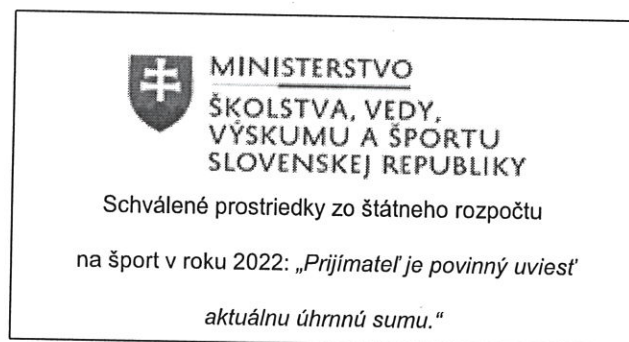 MINISTERSTVO
ŠKOLSTVA, VEDY,
VÝSKUMU A ŠPORTU
SLOVENSKEJ REPUBLIKY
Schválené prostriedky zo štátneho rozpočtu
na šport v roku 2022: „Prijímateľ je povinný uviesť
aktuálnu úhrnnú sumu.“